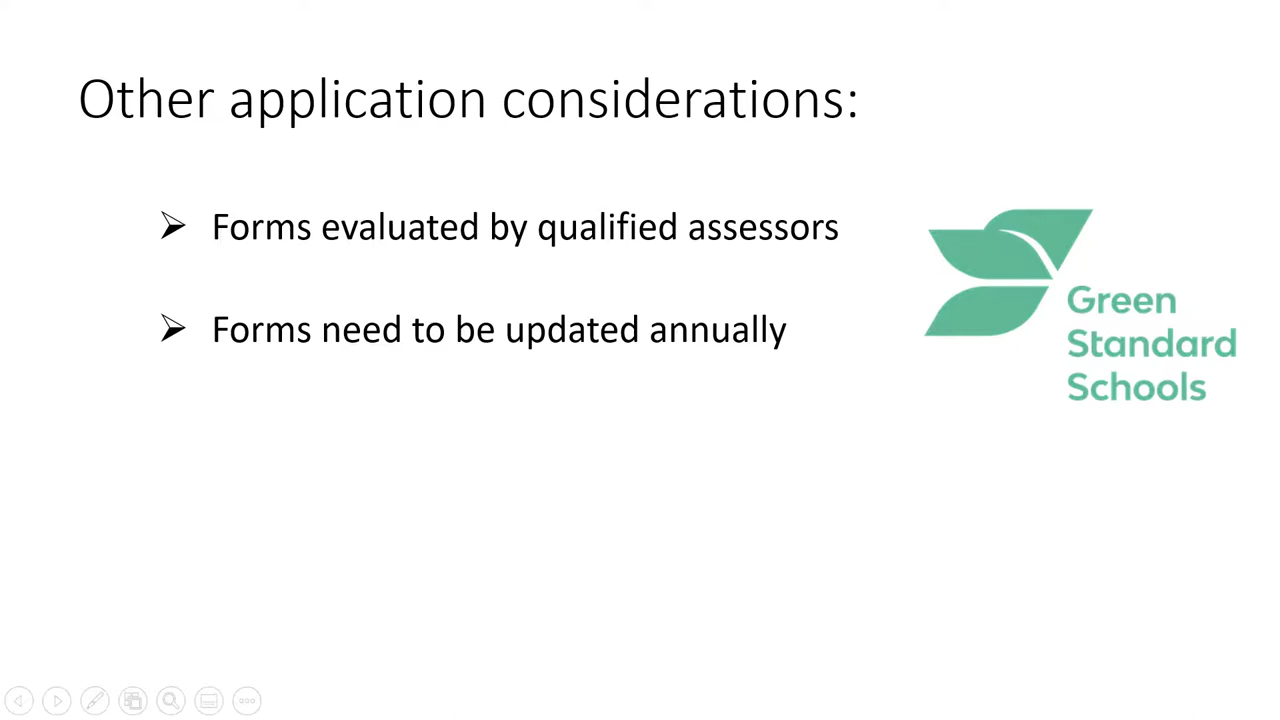 Other application considerations:
Forms evaluated by qualified assessors
Forms need to be updated annually
Green
Standard
Schools